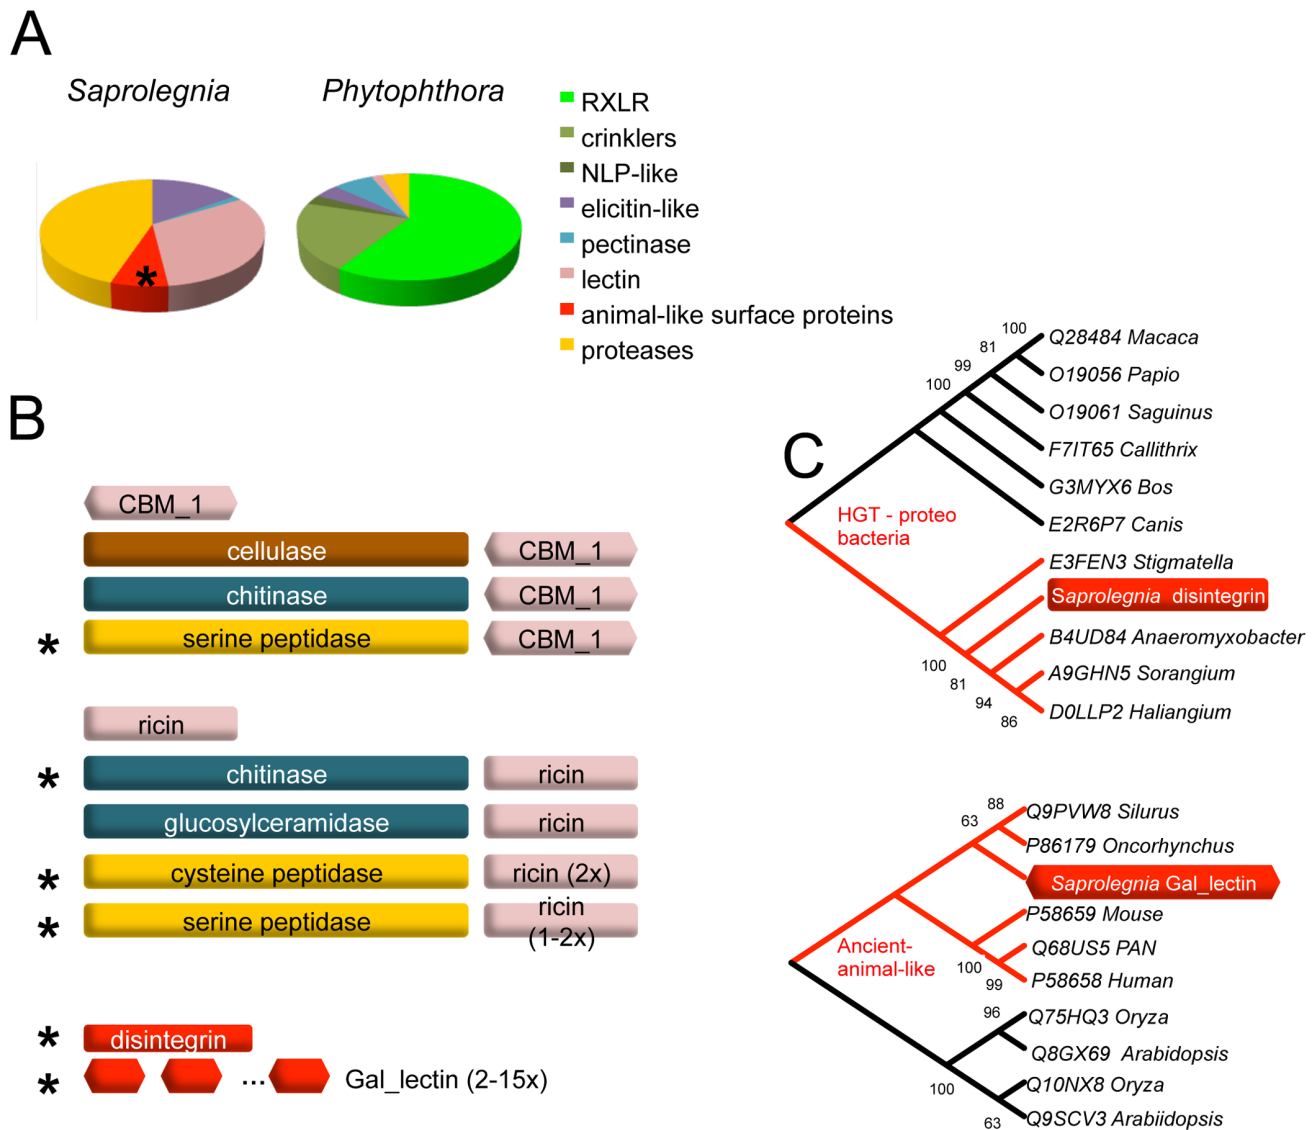 A
Saprolegnia
Phytophthora
RXLR
crinklers
NLP-like
elicitin-like
pectinase
lectin
animal-like surface proteins
proteases
*
B
CBM_1
cellulase CBM_1
chitinase CBM_1
* serine peptidase CBM_1
ricin
* chitinase ricin
glucosylceramidase ricin
* cysteine peptidase ricin (2x)
* serine peptidase ricin
(1-2x)
* disintegrin
* ... Gal_lectin (2-15x)
C
100
81
99
100
Q28484 Macaca
O19056 Papio
O19061 Saguinus
F7IT65 Callithrix
G3MYX6 Bos
E2R6P7 Canis
HGT - proteo
bacteria
E3FEN3 Stigmatella
Saprolegnia disintegrin
B4UD84 Anaeromyxobacter
A9GHN5 Sorangium
D0LLP2 Haliangium
100
81
94
86
88
63
Q9PVW8 Silurus
P86179 Oncorhynchus
Saprolegnia Gal_lectin
P58659 Mouse
Q68US5 PAN
P58658 Human
Ancient-
animal-like
100
99
96
Q75HQ3 Oryza
Q8GX69 Arabidopsis
Q10NX8 Oryza
Q9SCV3 Arabiidopsis
100
63